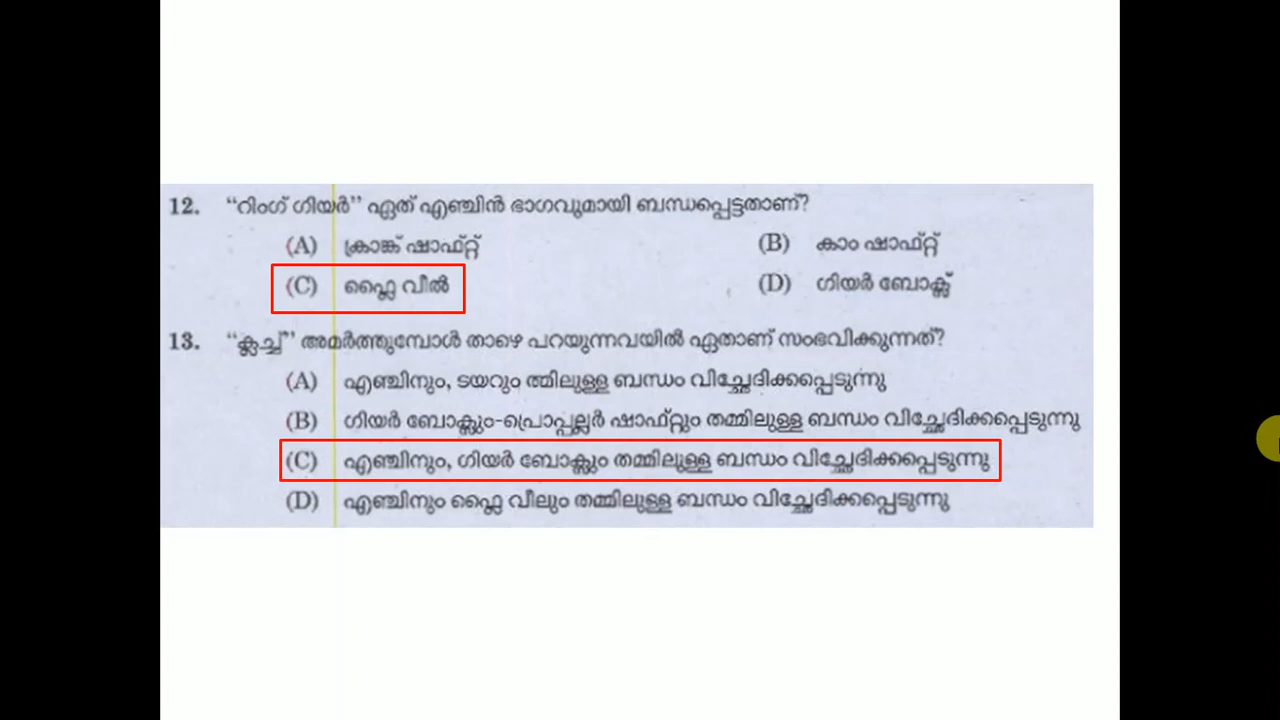 12. “റിംഗ് ഗിയർ” ഏത് എഞ്ചിൻ ഭാഗവുമായി ബന്ധപ്പെട്ടതാണ്?
(A) ക്രാങ്ക് ഷാഫ്റ്റ് (B) കാം ഷാഫ്റ്റ്
(C) ഫ്ലൈ വീൽ (D) ഗിയർ ബോക്സ്
13. “ക്ലച്ച്” അമർത്തുമ്പോൾ താഴെ പറയുന്നവയിൽ ഏതാണ് സംഭവിക്കുന്നത്?
(A) എഞ്ചിനും, ടയറും ത്മിലുള്ള ബന്ധം വിച്ഛേദിക്കപ്പെടുന്നു
(B) ഗിയർ ബോക്സും-പ്രൊപ്പല്ലർ ഷാഫ്റ്റും തമ്മിലുള്ള ബന്ധം വിച്ഛേദിക്കപ്പെടുന്നു
(C) എഞ്ചിനും, ഗിയർ ബോക്സും തമ്മിലുള്ള ബന്ധം വിച്ഛേദിക്കപ്പെടുന്നു
(D) എഞ്ചിനും ഫ്ലൈ വീലും തമ്മിലുള്ള ബന്ധം വിച്ഛേദിക്കപ്പെടുന്നു